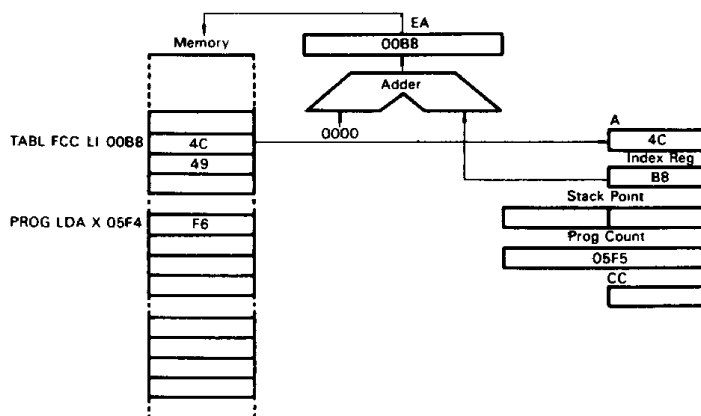 EA
Memory
00B8
Adder
A
0000
TABL FCC LI 00B8
4C
4C
49
Index Reg
B8
Stack Point
PROG LDA X 05F4
F6
Prog Count
05F5
CC